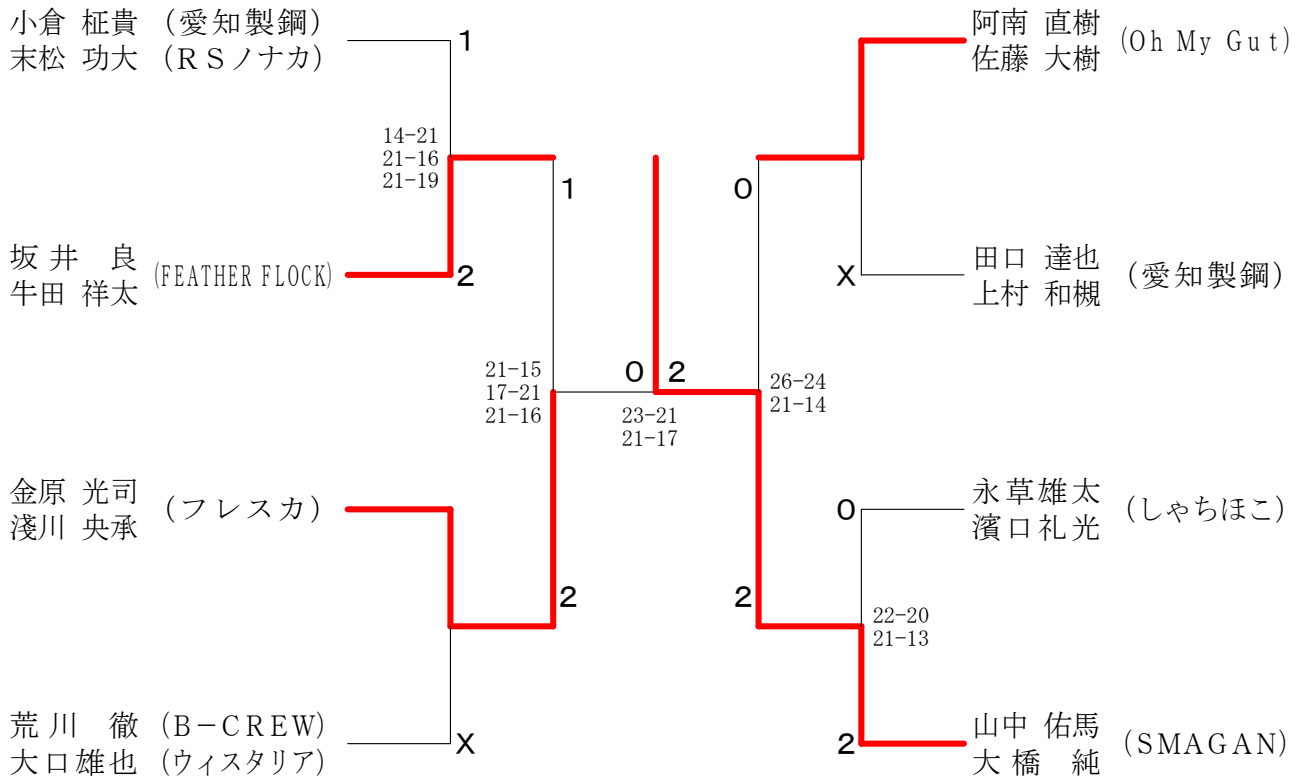 小倉 柾貴 (愛知製鋼)
末松 功大 (RSノナカ)
1
14-21
21-16
21-19
坂井 良
牛田 祥太
(FEATHER FLOCK)
2
1
21-15
17-21
21-16
金原 光司
淺川 央承
(フレスカ)
2
荒川 徹 (B-CREW)
大口雄也 (ウィスタリア)
X
0 2
23-21
21-17
阿南 直樹
佐藤 大樹
(Oh My Gut)
0
田口 達也
上村 和槻
(愛知製鋼)
X
26-24
21-14
永草雄太
濱口礼光
(しゃちほこ)
0
2
22-20
21-13
山中 佑馬
大橋 純
(SMAGAN)
2